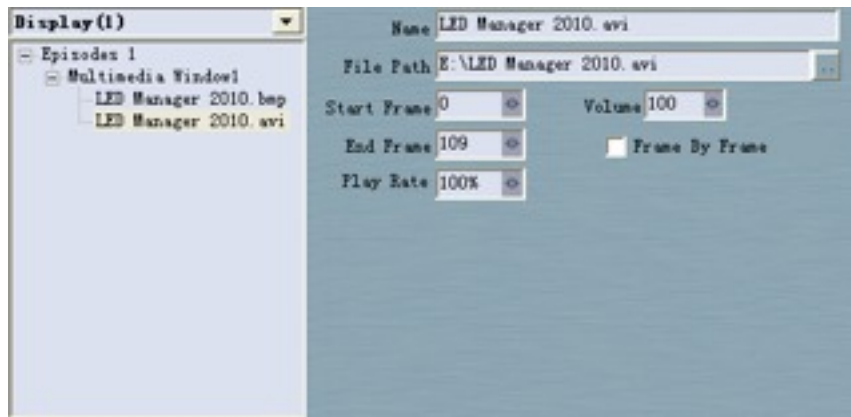 Display(1)
Episodes 1
Multimedia Window1
LED Manager 2010.bmp
LED Manager 2010.avi
Name LED Manager 2010.avi
File Path E:\LED Manager 2010.avi ..
Start Frame 0 Volume 100
End Frame 109 Frame By Frame
Play Rate 100%